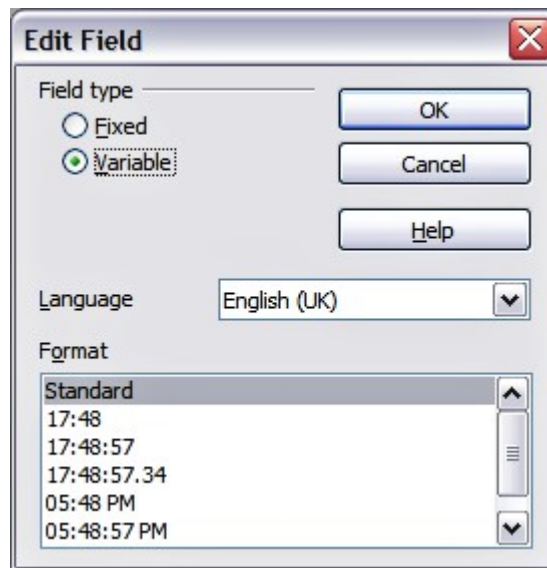 Edit Field
Field type
Fixed
Variable
OK
Cancel
Help
Language
English (UK)
Format
Standard
17:48
17:48:57
17:48:57.34
05:48 PM
05:48:57 PM